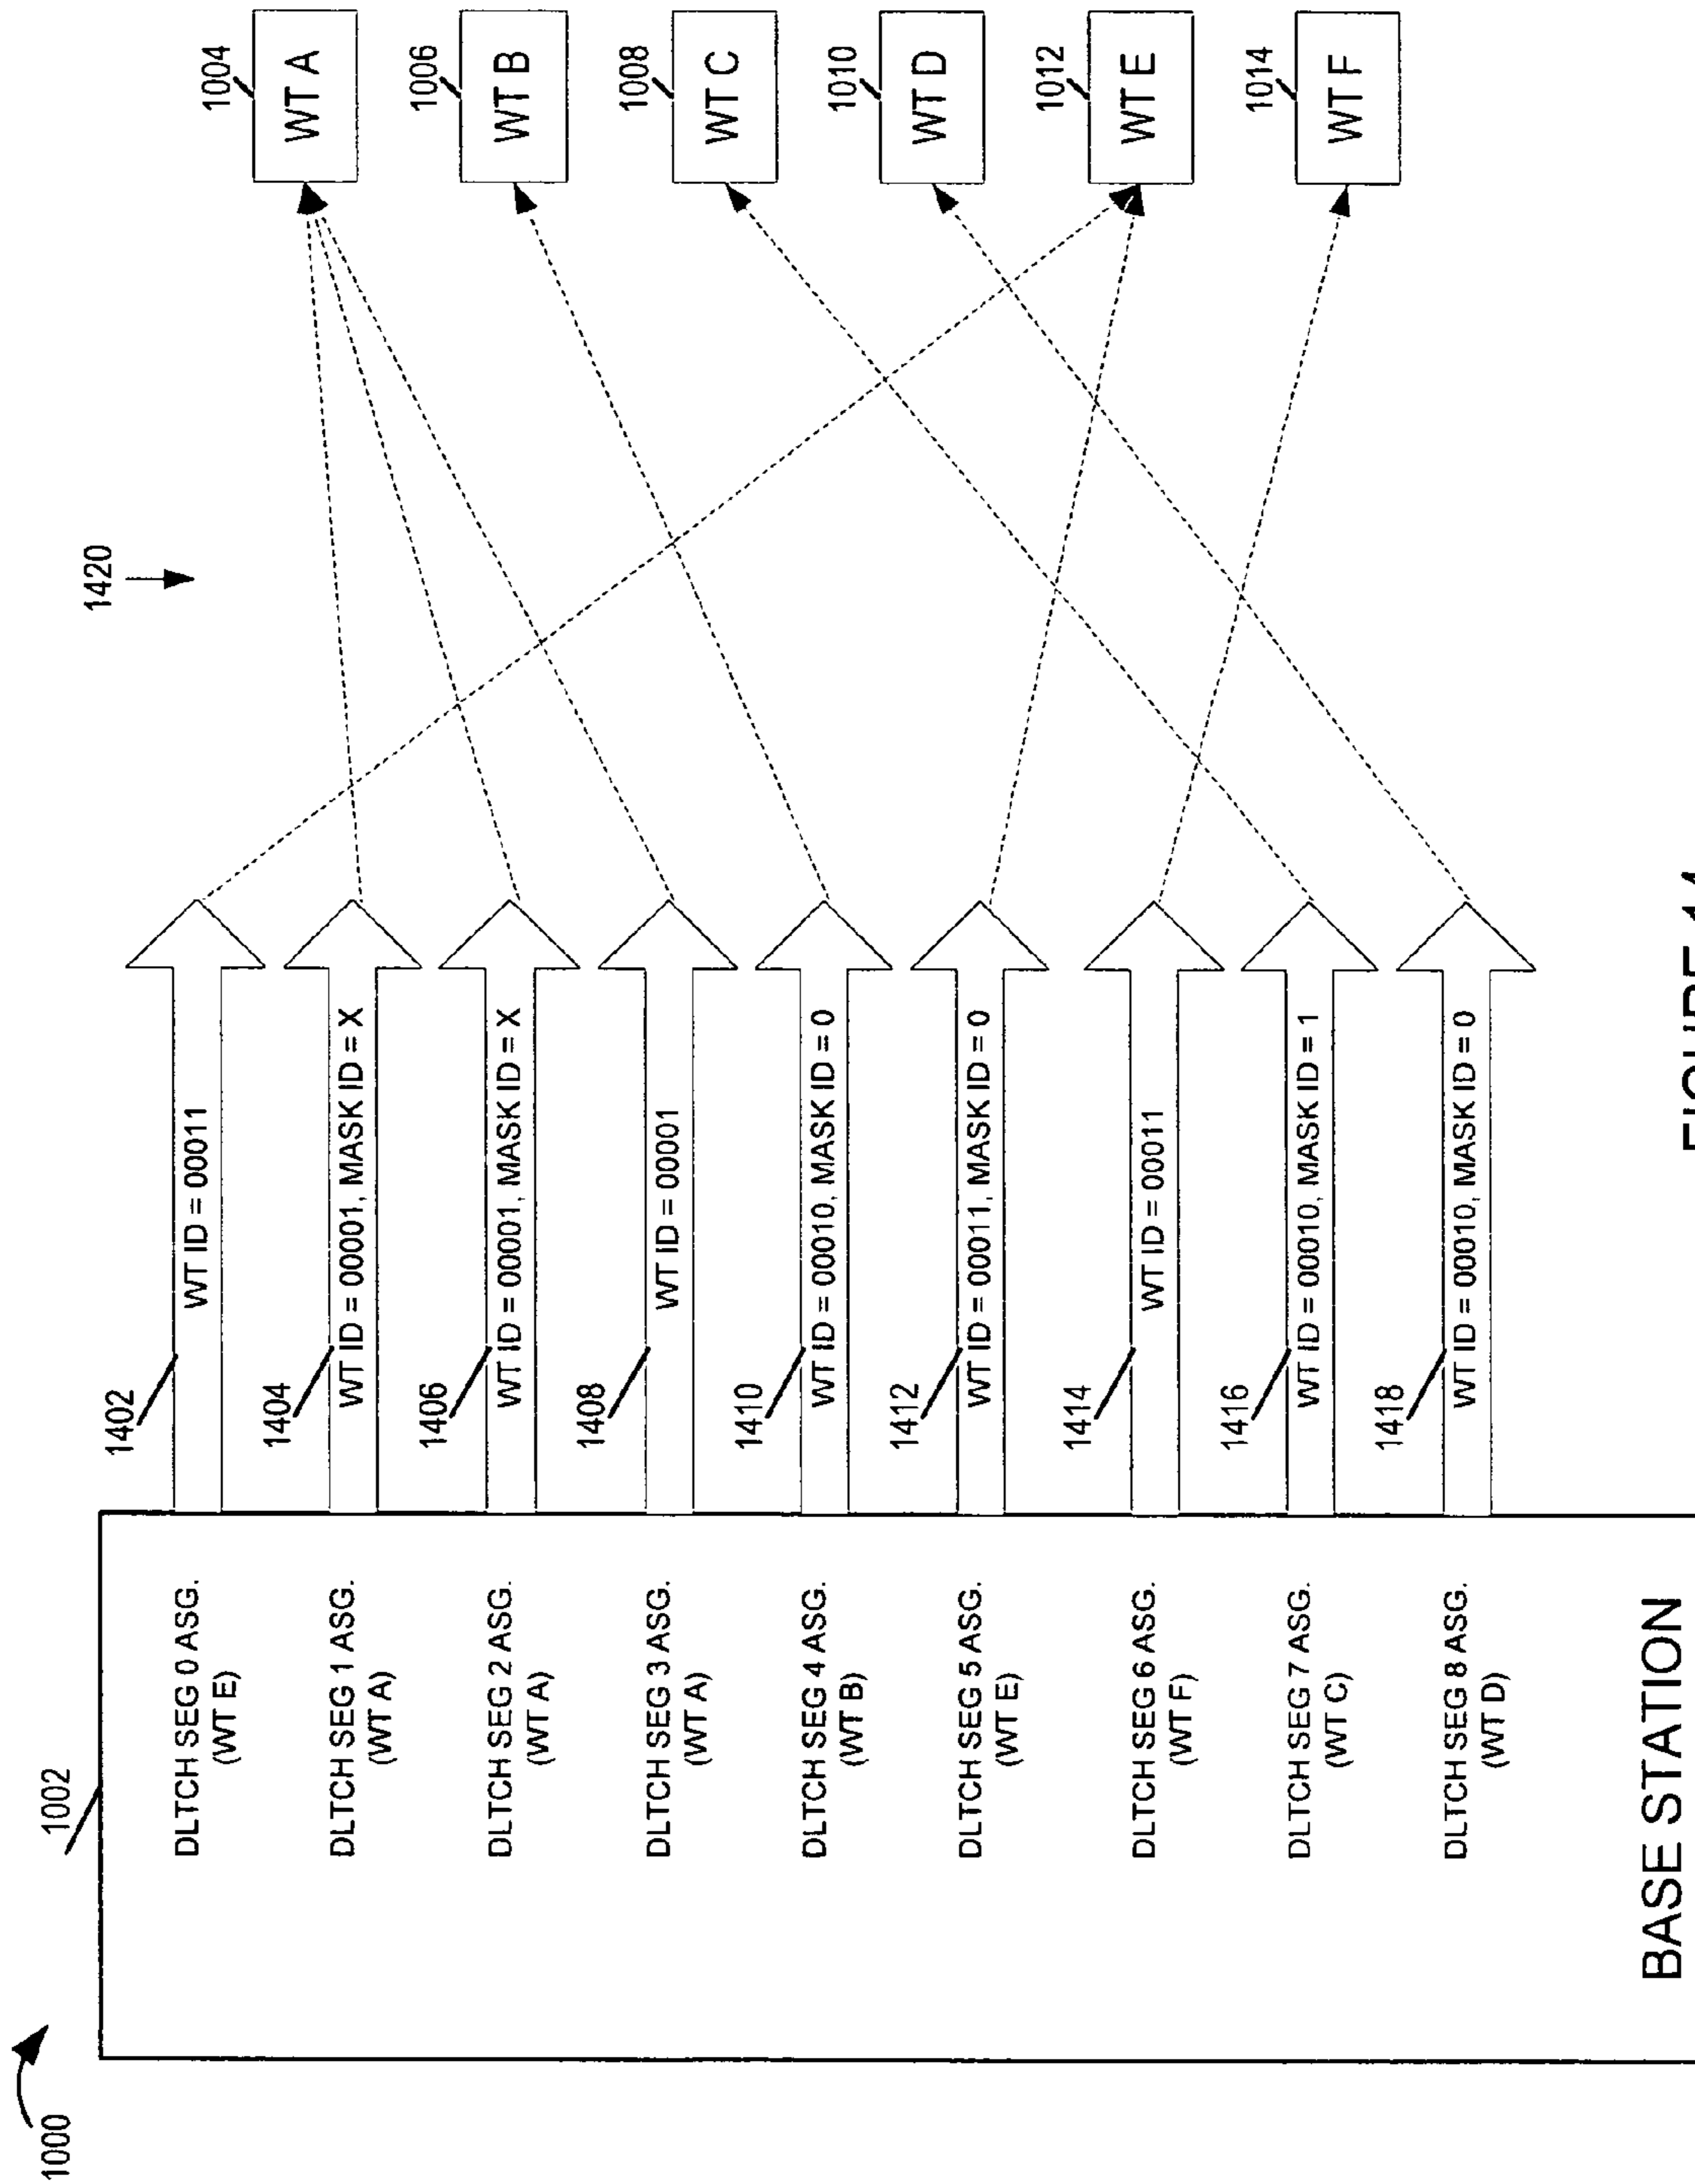 1000
1002
1420
DLTCH SEG 0 ASG.
(WT E)
1402
WT ID = 00011
DLTCH SEG 1 ASG.
(WT A)
1404
WT ID = 00001, MASK ID = X
DLTCH SEG 2 ASG.
(WT A)
1406
WT ID = 00001, MASK ID = X
DLTCH SEG 3 ASG.
(WT A)
1408
WT ID = 00001
DLTCH SEG 4 ASG.
(WT B)
1410
WT ID = 00010, MASK ID = 0
DLTCH SEG 5 ASG.
(WT E)
1412
WT ID = 00011, MASK ID = 0
DLTCH SEG 6 ASG.
(WT F)
1414
WT ID = 00011
DLTCH SEG 7 ASG.
(WT C)
1416
WT ID = 00010, MASK ID = 1
DLTCH SEG 8 ASG.
(WT D)
1418
WT ID = 00010, MASK ID = 0
BASE STATION
1004
WT A
1006
WT B
1008
WT C
1010
WT D
1012
WT E
1014
WT F